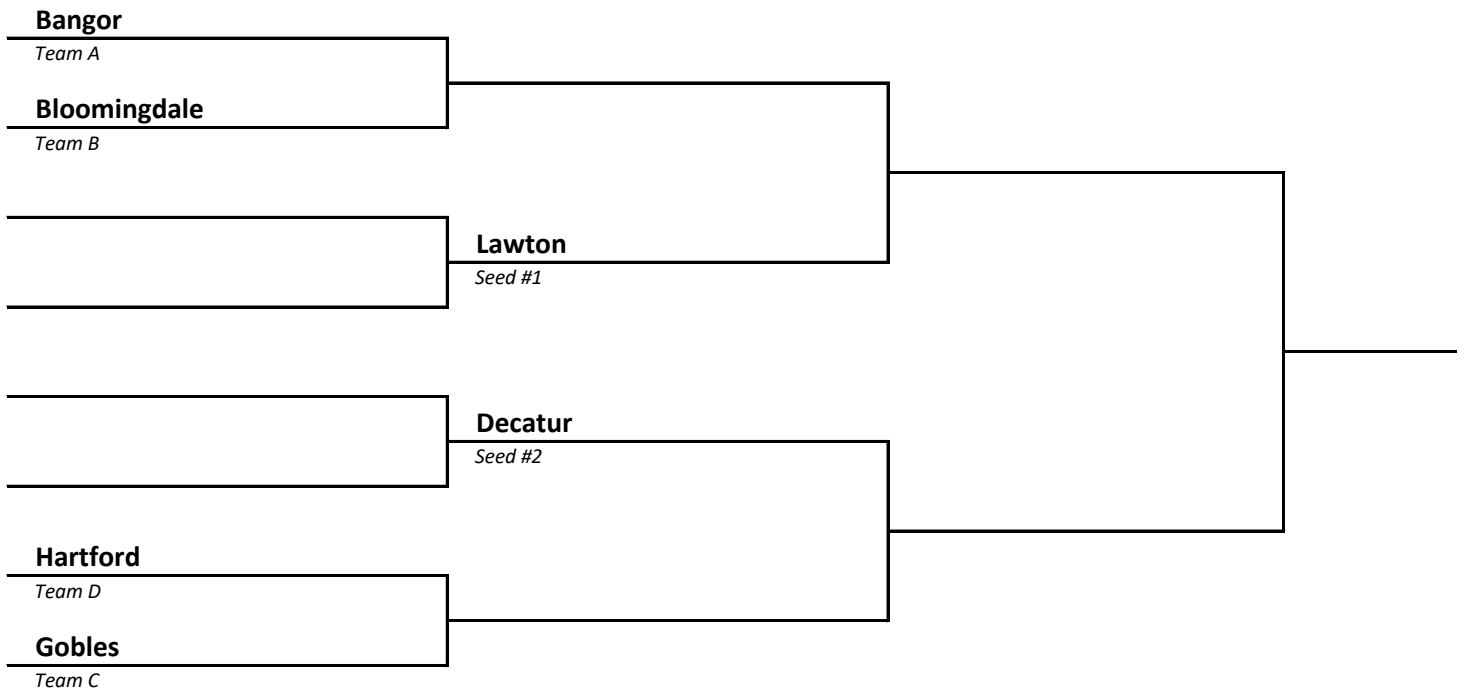 Bangor
Team A
Bloomingdale
Team B
Lawton
Seed #1
Decatur
Seed #2
Hartford
Team D
Gobles
Team C